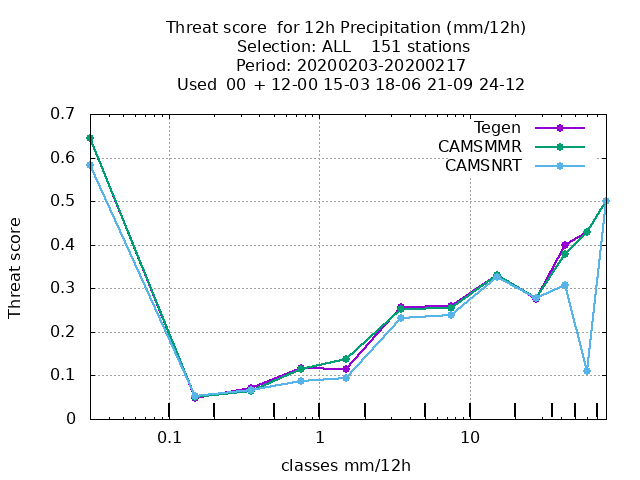 Threat score  for 12h Precipitation (mm/12h)
Selection: ALL    151 stations
Period: 20200203-20200217
Used  00 + 12-00 15-03 18-06 21-09 24-12
Tegen
CAMSMMR
CAMSNRT
0.7
0.6
0.5
0.4
0.3
0.2
0.1
0
Threat score
0.1 1 10
classes mm/12h